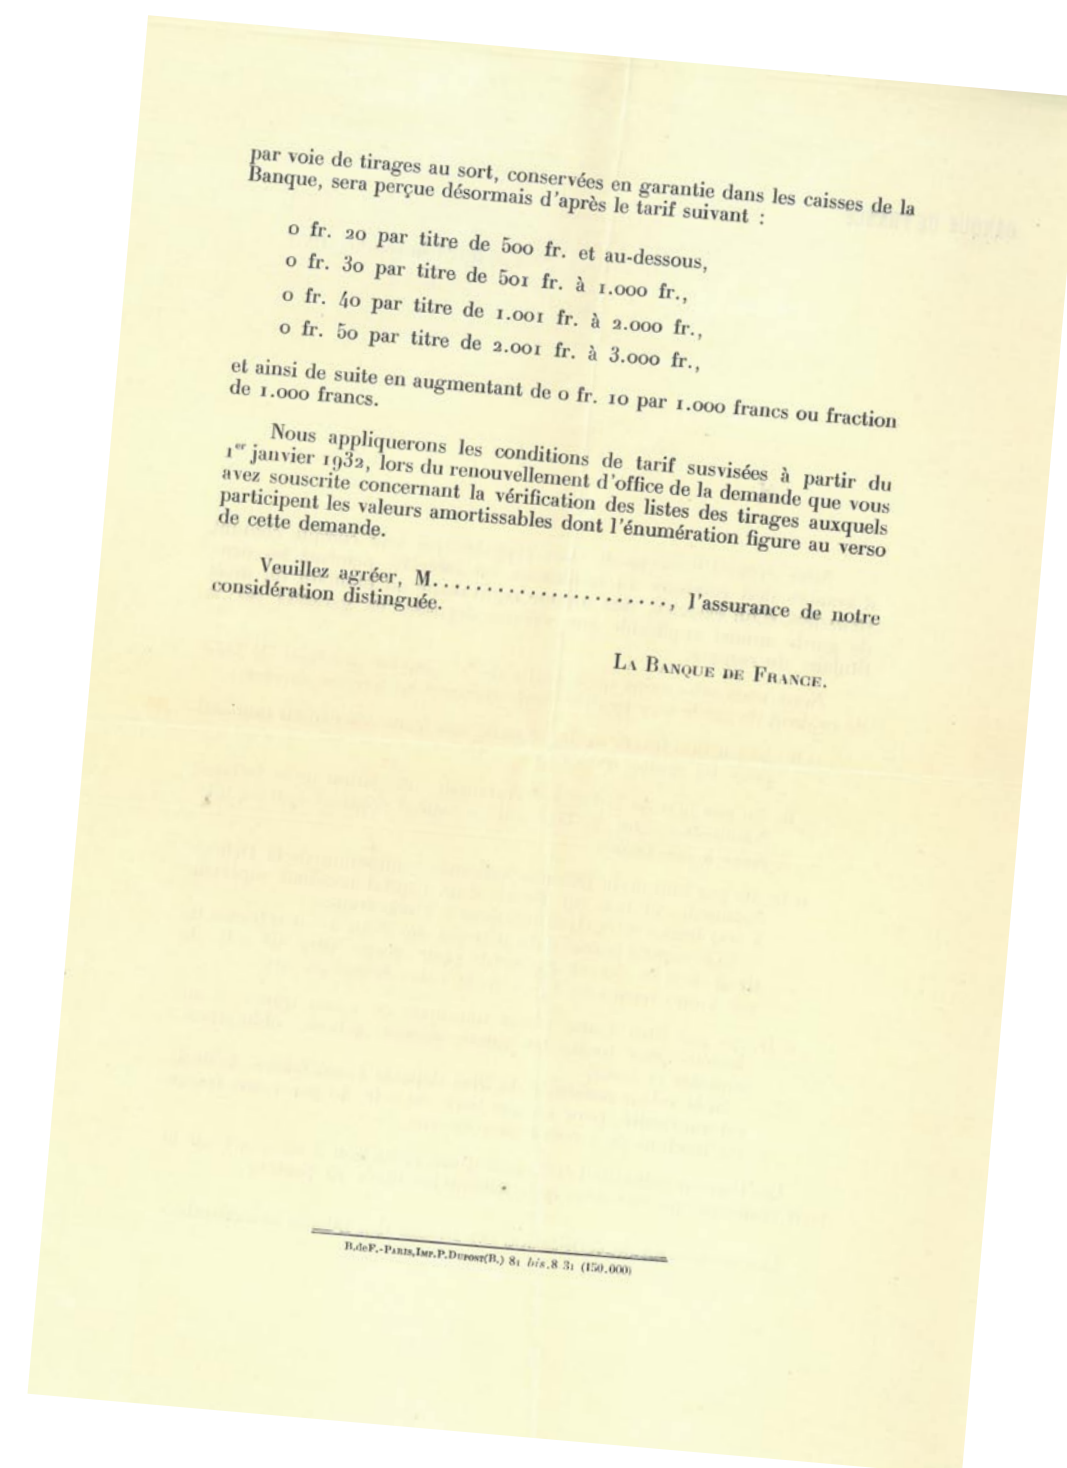 par voie de tirages au sort, conservées en garantie dans les caisses de la
Banque, sera perçue désormais d'après le tarif suivant :
0 fr. 20 par titre de 500 fr. et au-dessous,
0 fr. 30 par titre de 501 fr. à 1.000 fr.,
0 fr. 40 par titre de 1.001 fr. à 2.000 fr.,
0 fr. 50 par titre de 2.001 fr. à 3.000 fr.,
et ainsi de suite en augmentant de 0 fr. 10 par 1.000 francs ou fraction
de 1.000 francs.
Nous appliquerons les conditions de tarif susvisées à partir du
1er janvier 1932, lors du renouvellement d'office de la demande que vous
avez souscrite concernant la vérification des listes des tirages auxquels
participent les valeurs amortissables dont l'énumération figure au verso
de cette demande.
Veuillez agréer, M......................, l'assurance de notre
considération distinguée.
LA BANQUE DE FRANCE.
B.deF.-PARIS, IMP. P. DUPONT (B.) 81 bis.8 31 (150.000)